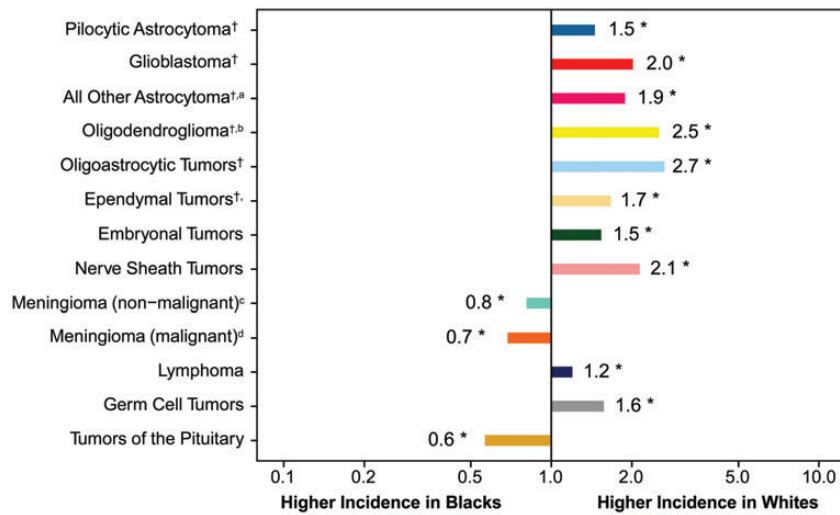 Pilocytic Astrocytoma† 1.5 *
Glioblastoma† 2.0 *
All Other Astrocytoma†,a 1.9 *
Oligodendroglioma†,b 2.5 *
Oligoastrocytic Tumors† 2.7 *
Ependymal Tumors†, 1.7 *
Embryonal Tumors 1.5 *
Nerve Sheath Tumors 2.1 *
Meningioma (non−malignant)c 0.8 *
Meningioma (malignant)d 0.7 *
Lymphoma 1.2 *
Germ Cell Tumors 1.6 *
Tumors of the Pituitary 0.6 *
0.1 0.2 0.5 1.0 2.0 5.0 10.0
Higher Incidence in Blacks Higher Incidence in Whites